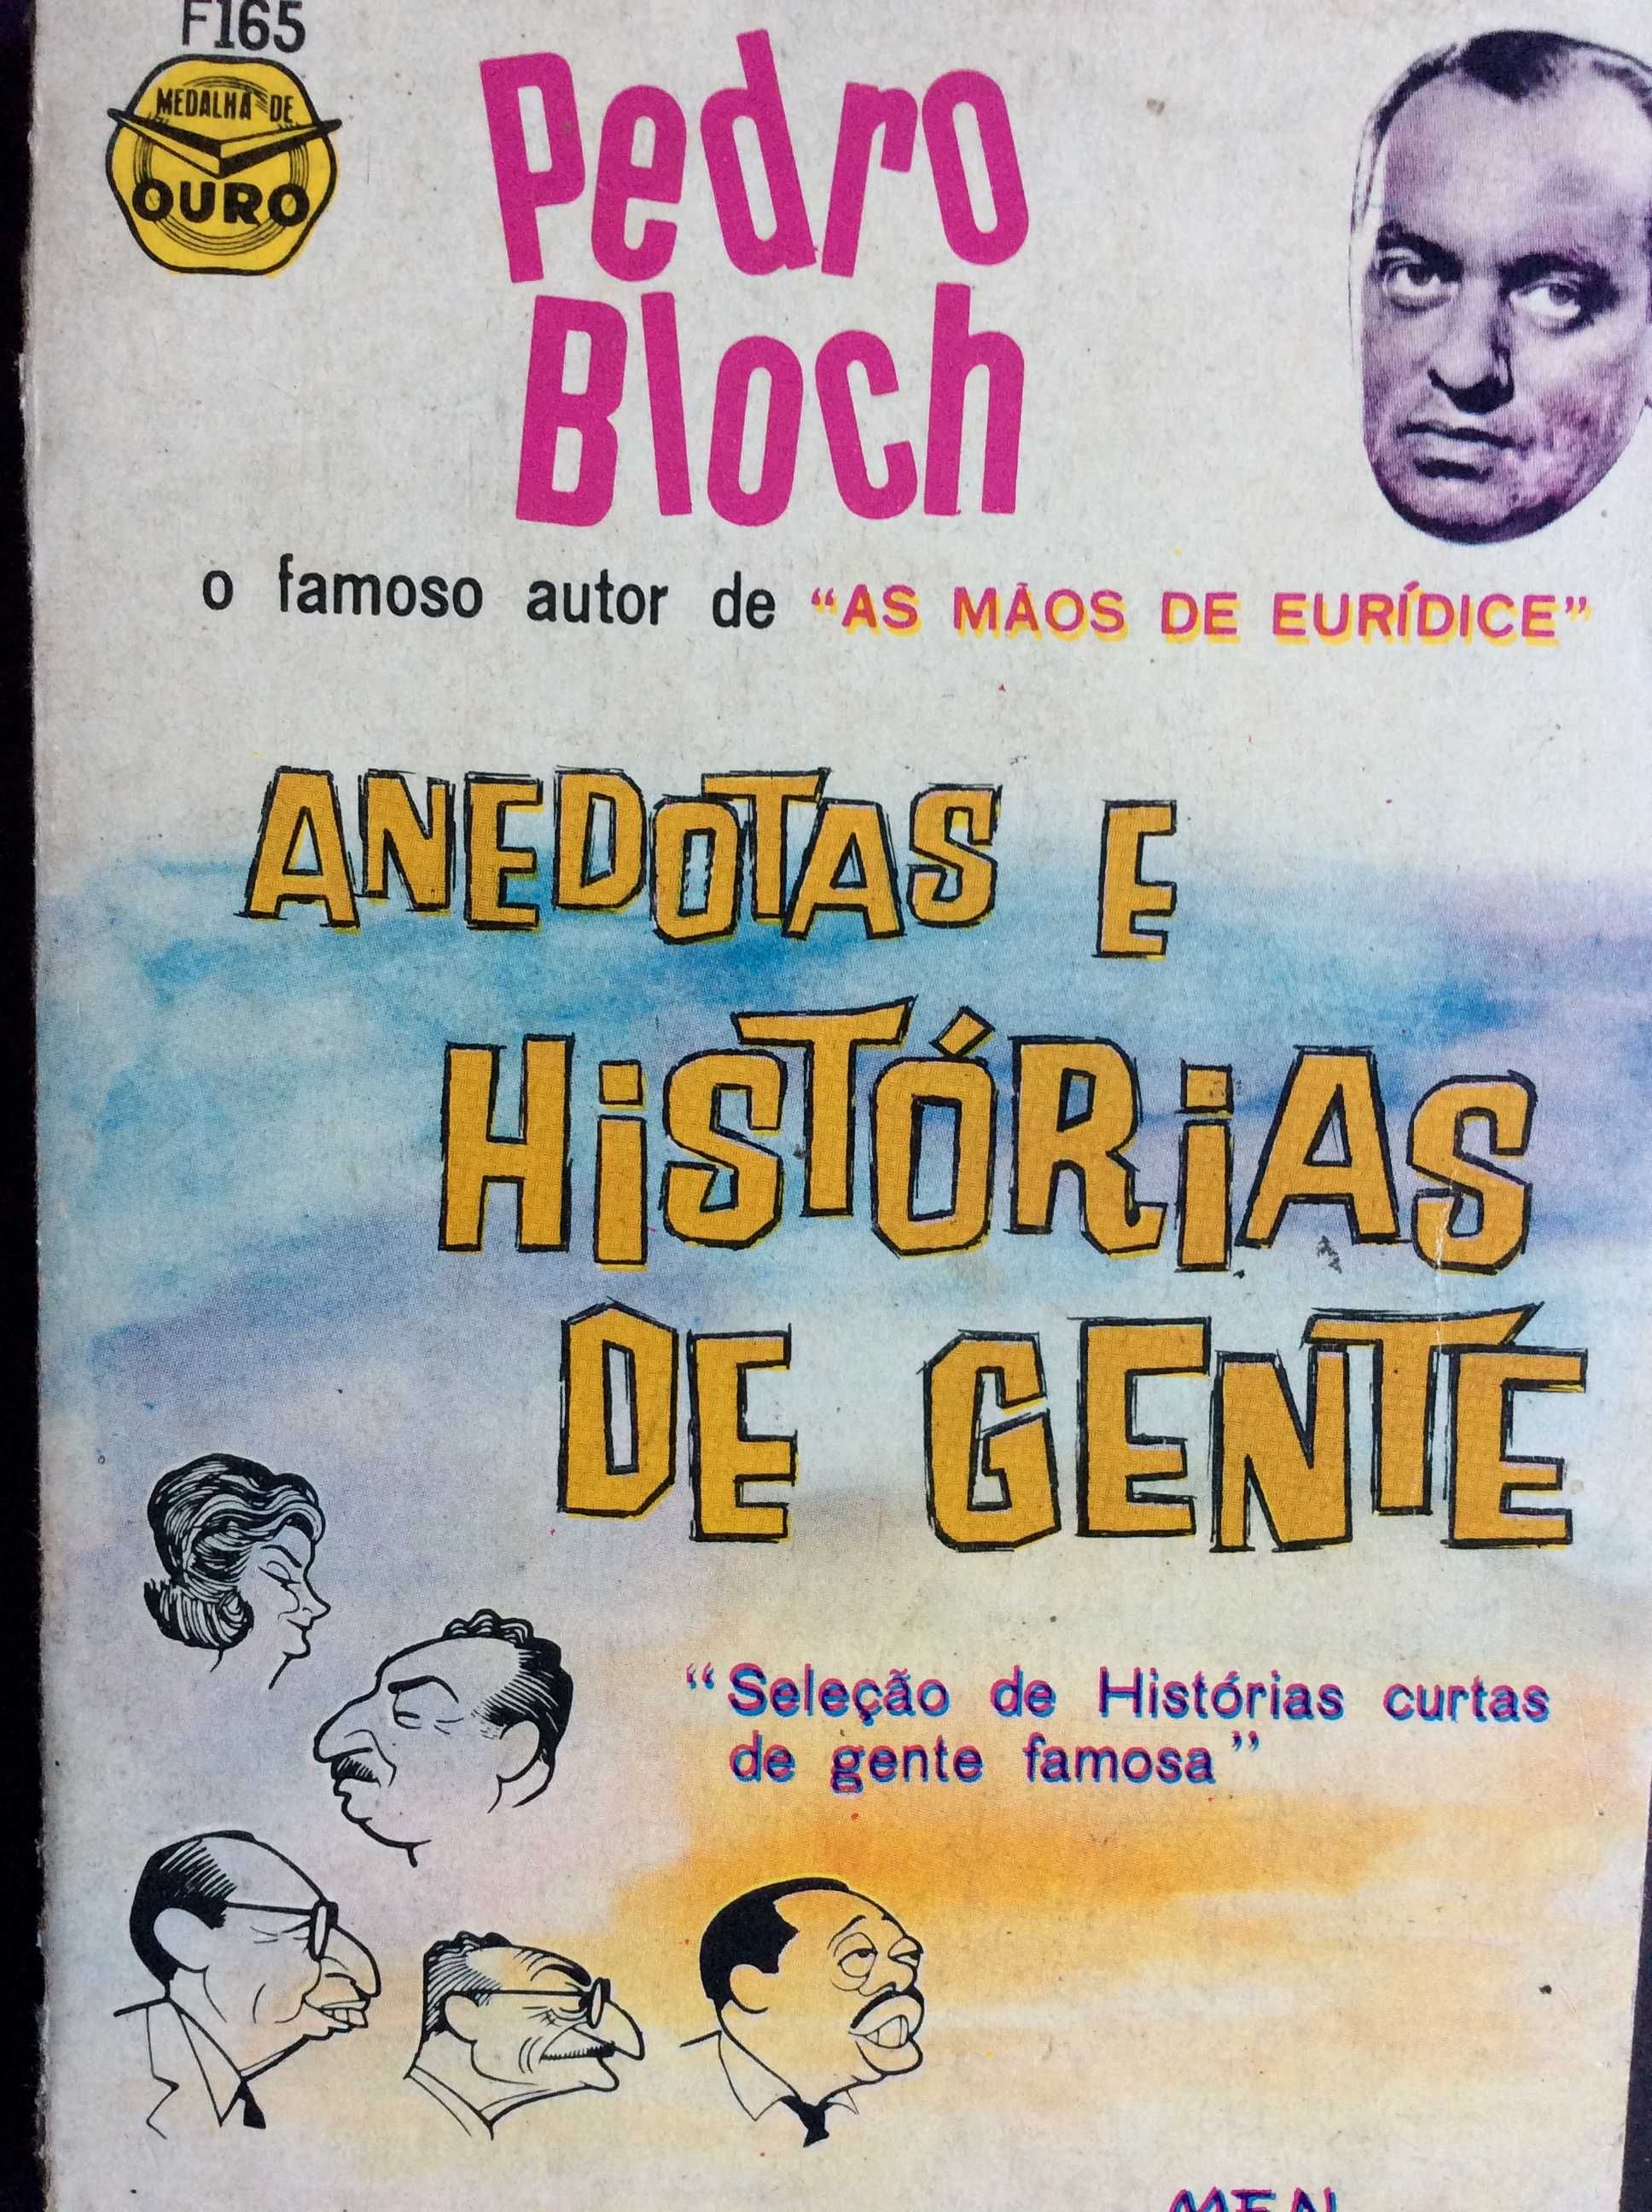 F165
MEDALHA DE
OURO
Pedro
Bloch
o famoso autor de "AS MÃOS DE EURÍDICE"
ANEDOTAS E
HISTÓRIAS
DE GENTE
"Seleção de Histórias curtas
de gente famosa"